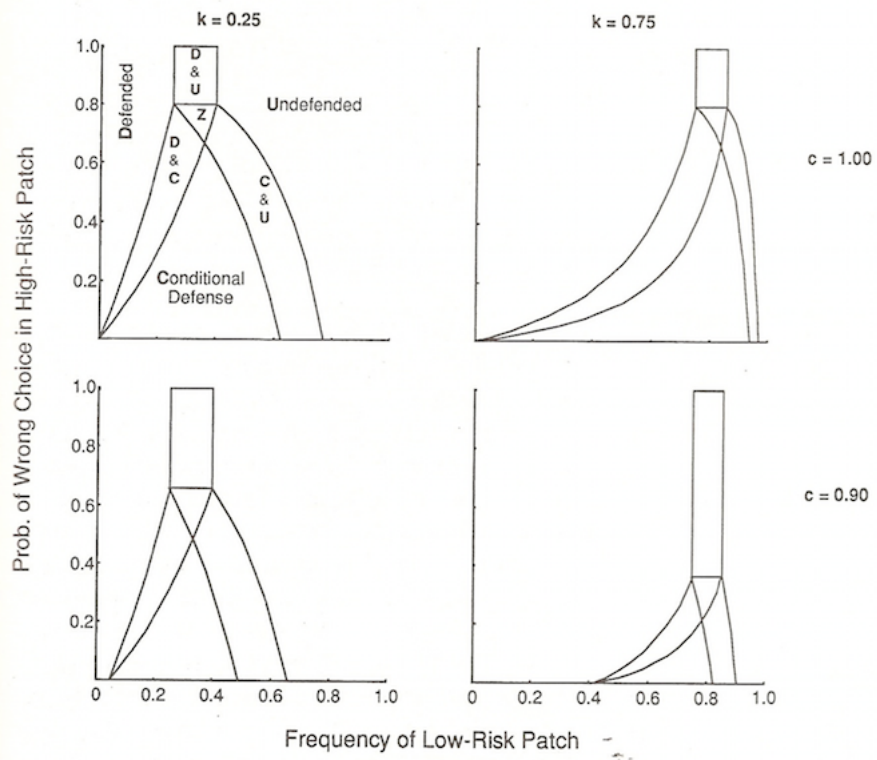 k = 0.25
k = 0.75
Prob. of Wrong Choice in High-Risk Patch
1.0
0.8
0.6
0.4
0.2
Defended
D
&
U
Z
D
&
C
C
&
U
Undefended
Conditional
Defense
c = 1.00
1.0
0.8
0.6
0.4
0.2
0
0.2
0.4
0.6
0.8
1.0
0
0.2
0.4
0.6
0.8
1.0
c = 0.90
Frequency of Low-Risk Patch